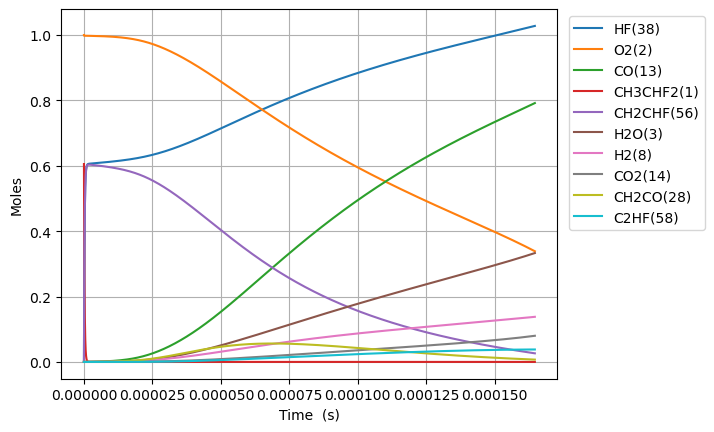 Moles
1.0
0.8
0.6
0.4
0.2
0.0
0.000000
0.000025
0.000050
0.000075
0.000100
0.000125
0.000150
Time (s)
HF(38)
O2(2)
CO(13)
CH3CHF2(1)
CH2CHF(56)
H2O(3)
H2(8)
CO2(14)
CH2CO(28)
C2HF(58)